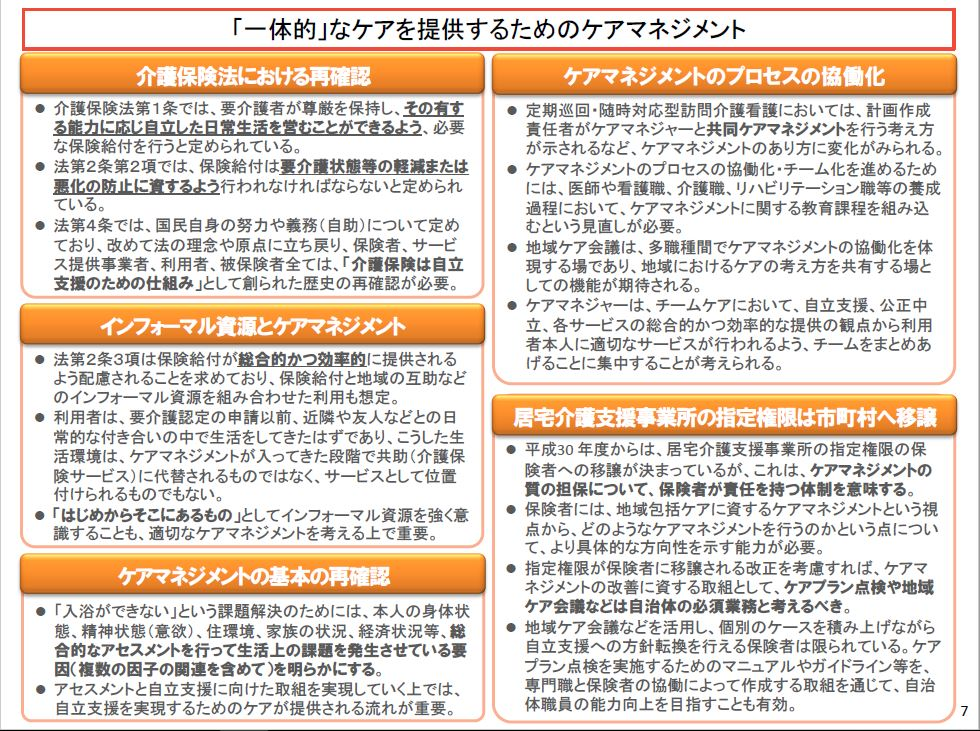 「一体的」なケアを提供するためのケアマネジメント
介護保険法における再確認
● 介護保険法第１条では、要介護者が尊厳を保持し、その有す
る能力に応じ自立した日常生活を営むことができるよう、必要
な保険給付を行うと定められている。
● 法第２条第２項では、保険給付は要介護状態等の軽減または
悪化の防止に資するよう行われなければならないと定められ
ている。
● 法第４条では、国民自身の努力や義務（自助）について定め
ており、改めて法の理念や原点に立ち戻り、保険者、サービ
ス提供事業者、利用者、被保険者全ては、「介護保険は自立
支援のための仕組み」として創られた歴史の再確認が必要。
インフォーマル資源とケアマネジメント
● 法第２条３項は保険給付が総合的かつ効率的に提供される
よう配慮されることを求めており、保険給付と地域の互助など
のインフォーマル資源を組み合わせた利用も想定。
● 利用者は、要介護認定の申請以前、近隣や友人などとの日
常的な付き合いの中で生活をしてきたはずであり、こうした生
活環境は、ケアマネジメントが入ってきた段階で共助（介護保
険サービス）に代替されるものではなく、サービスとして位置
付けられるものでもない。
● 「はじめからそこにあるもの」としてインフォーマル資源を強く意
識することも、適切なケアマネジメントを考える上で重要。
ケアマネジメントの基本の再確認
● 「入浴ができない」という課題解決のためには、本人の身体状
態、精神状態（意欲）、住環境、家族の状況、経済状況等、総
合的なアセスメントを行って生活上の課題を発生させている要
因（複数の因子の関連を含めて）を明らかにする。
● アセスメントと自立支援に向けた取組を実現していく上では、
自立支援を実現するためのケアが提供される流れが重要。
ケアマネジメントのプロセスの協働化
● 定期巡回・随時対応型訪問介護看護においては、計画作成
責任者がケアマネジャーと共同ケアマネジメントを行う考え方
が示されるなど、ケアマネジメントのあり方に変化がみられる。
● ケアマネジメントのプロセスの協働化・チーム化を進めるため
には、医師や看護職、介護職、リハビリテーション職等の養成
過程において、ケアマネジメントに関する教育課程を組み込
むという見直しが必要。
● 地域ケア会議は、多職種間でケアマネジメントの協働化を体
現する場であり、地域におけるケアの考え方を共有する場と
しての機能が期待される。
● ケアマネジャーは、チームケアにおいて、自立支援、公正中
立、各サービスの総合的かつ効率的な提供の観点から利用
者本人に適切なサービスが行われるよう、チームをまとめあ
げることに集中することが考えられる。
居宅介護支援事業所の指定権限は市町村へ移譲
● 平成30 年度からは、居宅介護支援事業所の指定権限の保
険者への移譲が決まっているが、これは、ケアマネジメントの
質の担保について、保険者が責任を持つ体制を意味する。
● 保険者には、地域包括ケアに資するケアマネジメントという視
点から、どのようなケアマネジメントを行うのかという点につい
て、より具体的な方向性を示す能力が必要。
● 指定権限が保険者に移譲される改正を考慮すれば、ケアマ
ネジメントの改善に資する取組として、ケアプラン点検や地域
ケア会議などは自治体の必須業務と考えるべき。
● 地域ケア会議などを活用し、個別のケースを積み上げながら
自立支援への方針転換を行える保険者は限られている。ケア
プラン点検を実施するためのマニュアルやガイドライン等を、
専門職と保険者の協働によって作成する取組を通じて、自治
体職員の能力向上を目指すことも有効。
7